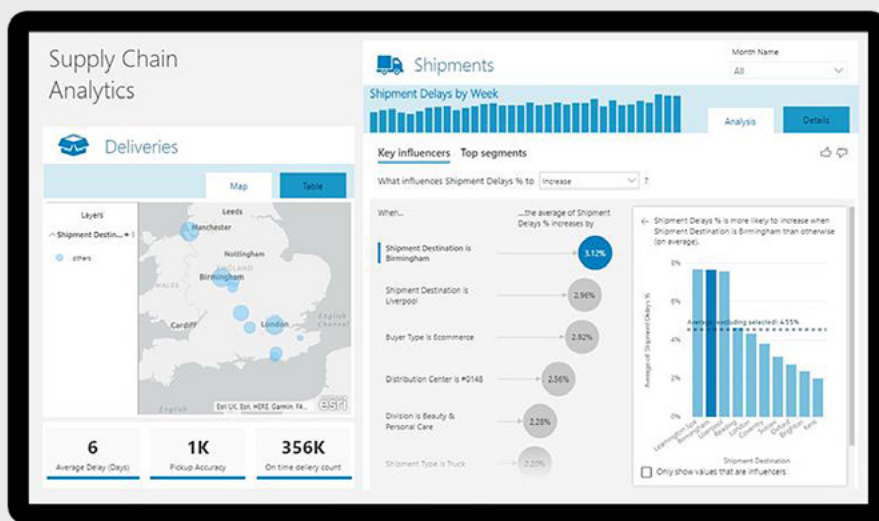 Supply Chain
Analytics
Deliveries
Map
Table
Layers
Shipment Destin...
others
Leeds
Manchester
Nottingham
ENGLAND
Birmingham
WALES
Cardiff
London
English
Channel
English
Esri UK, Esri, HERE, Garmin, FA...
esri
6
Average Delay (Days)
1K
Pickup Accuracy
356K
On time deliery count
Shipments
Month Name
All
Shipment Delays by Week
Analysis
Details
Key influencers
Top segments
What influences Shipment Delays % to
Increase
?
When...
...the average of Shipment
Delays % increases by
Shipment Destination is
Birmingham
3.12%
Shipment Destination is
Liverpool
2.96%
Buyer Type is Ecommerce
2.92%
Distribution Center is #0148
2.56%
Division is Beauty &
Personal Care
2.28%
Shipment Type is Truck
2.20%
Shipment Delays % is more likely to increase when
Shipment Destination is Birmingham than otherwise
(on average).
Average of Shipment Delays %
8%
6%
4%
2%
0%
Average (excluding selected): 4.55%
Leamington Spa
Birmingham
Liverpool
Reading
London
Coventry
Sussex
Oxford
Brighton
Kent
Shipment Destination
Only show values that are influencers